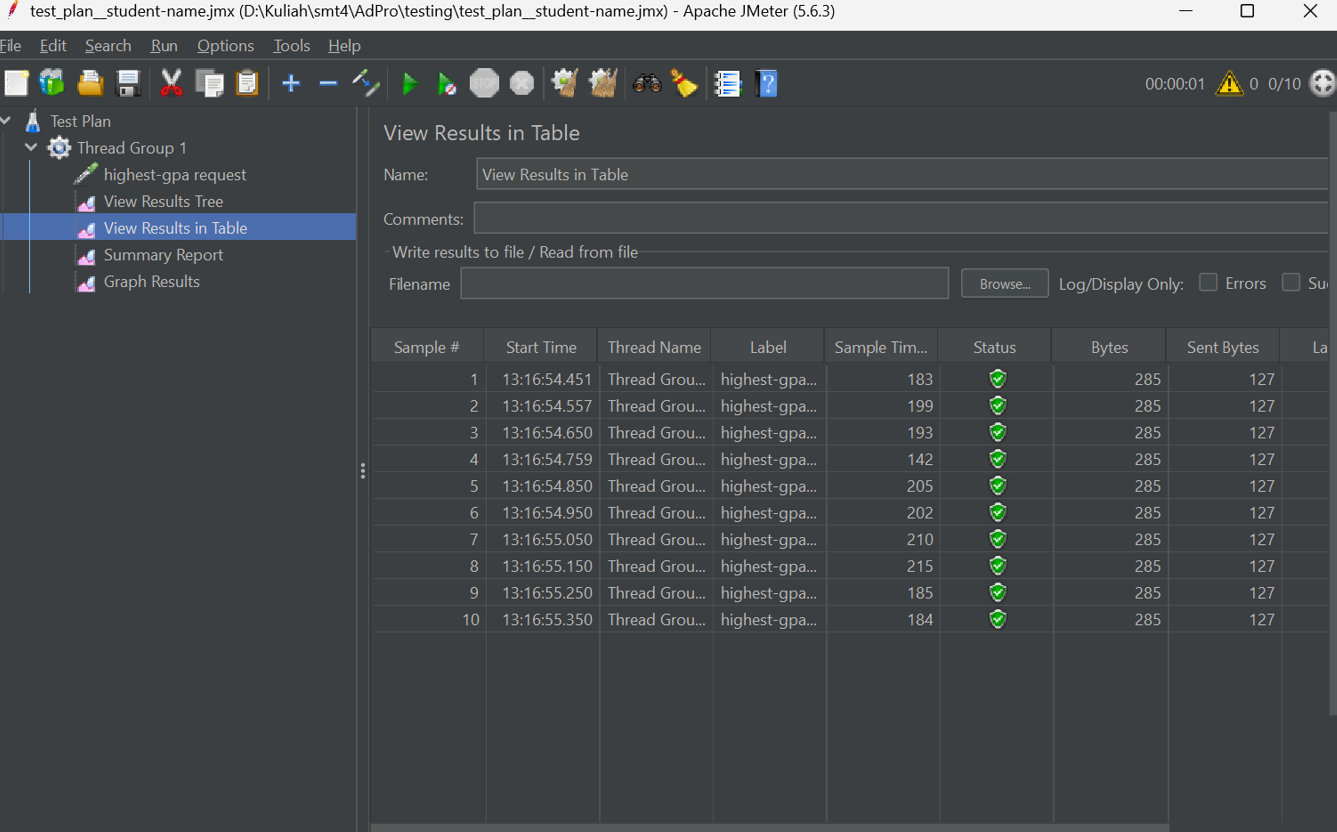 test_plan__student-name.jmx (D:\Kuliah\smt4\AdPro\testing\test_plan__student-name.jmx) - Apache JMeter (5.6.3)
File Edit Search Run Options Tools Help
STOP
00:00:01 0 0/10
Test Plan
Thread Group 1
highest-gpa request
View Results Tree
View Results in Table
Summary Report
Graph Results
View Results in Table
Name: View Results in Table
Comments:
Write results to file / Read from file
Filename Browse... Log/Display Only: Errors Su
Sample # Start Time Thread Name Label Sample Tim... Status Bytes Sent Bytes La
1 13:16:54.451 Thread Grou... highest-gpa... 183 285 127
2 13:16:54.557 Thread Grou... highest-gpa... 199 285 127
3 13:16:54.650 Thread Grou... highest-gpa... 193 285 127
4 13:16:54.759 Thread Grou... highest-gpa... 142 285 127
5 13:16:54.850 Thread Grou... highest-gpa... 205 285 127
6 13:16:54.950 Thread Grou... highest-gpa... 202 285 127
7 13:16:55.050 Thread Grou... highest-gpa... 210 285 127
8 13:16:55.150 Thread Grou... highest-gpa... 215 285 127
9 13:16:55.250 Thread Grou... highest-gpa... 185 285 127
10 13:16:55.350 Thread Grou... highest-gpa... 184 285 127